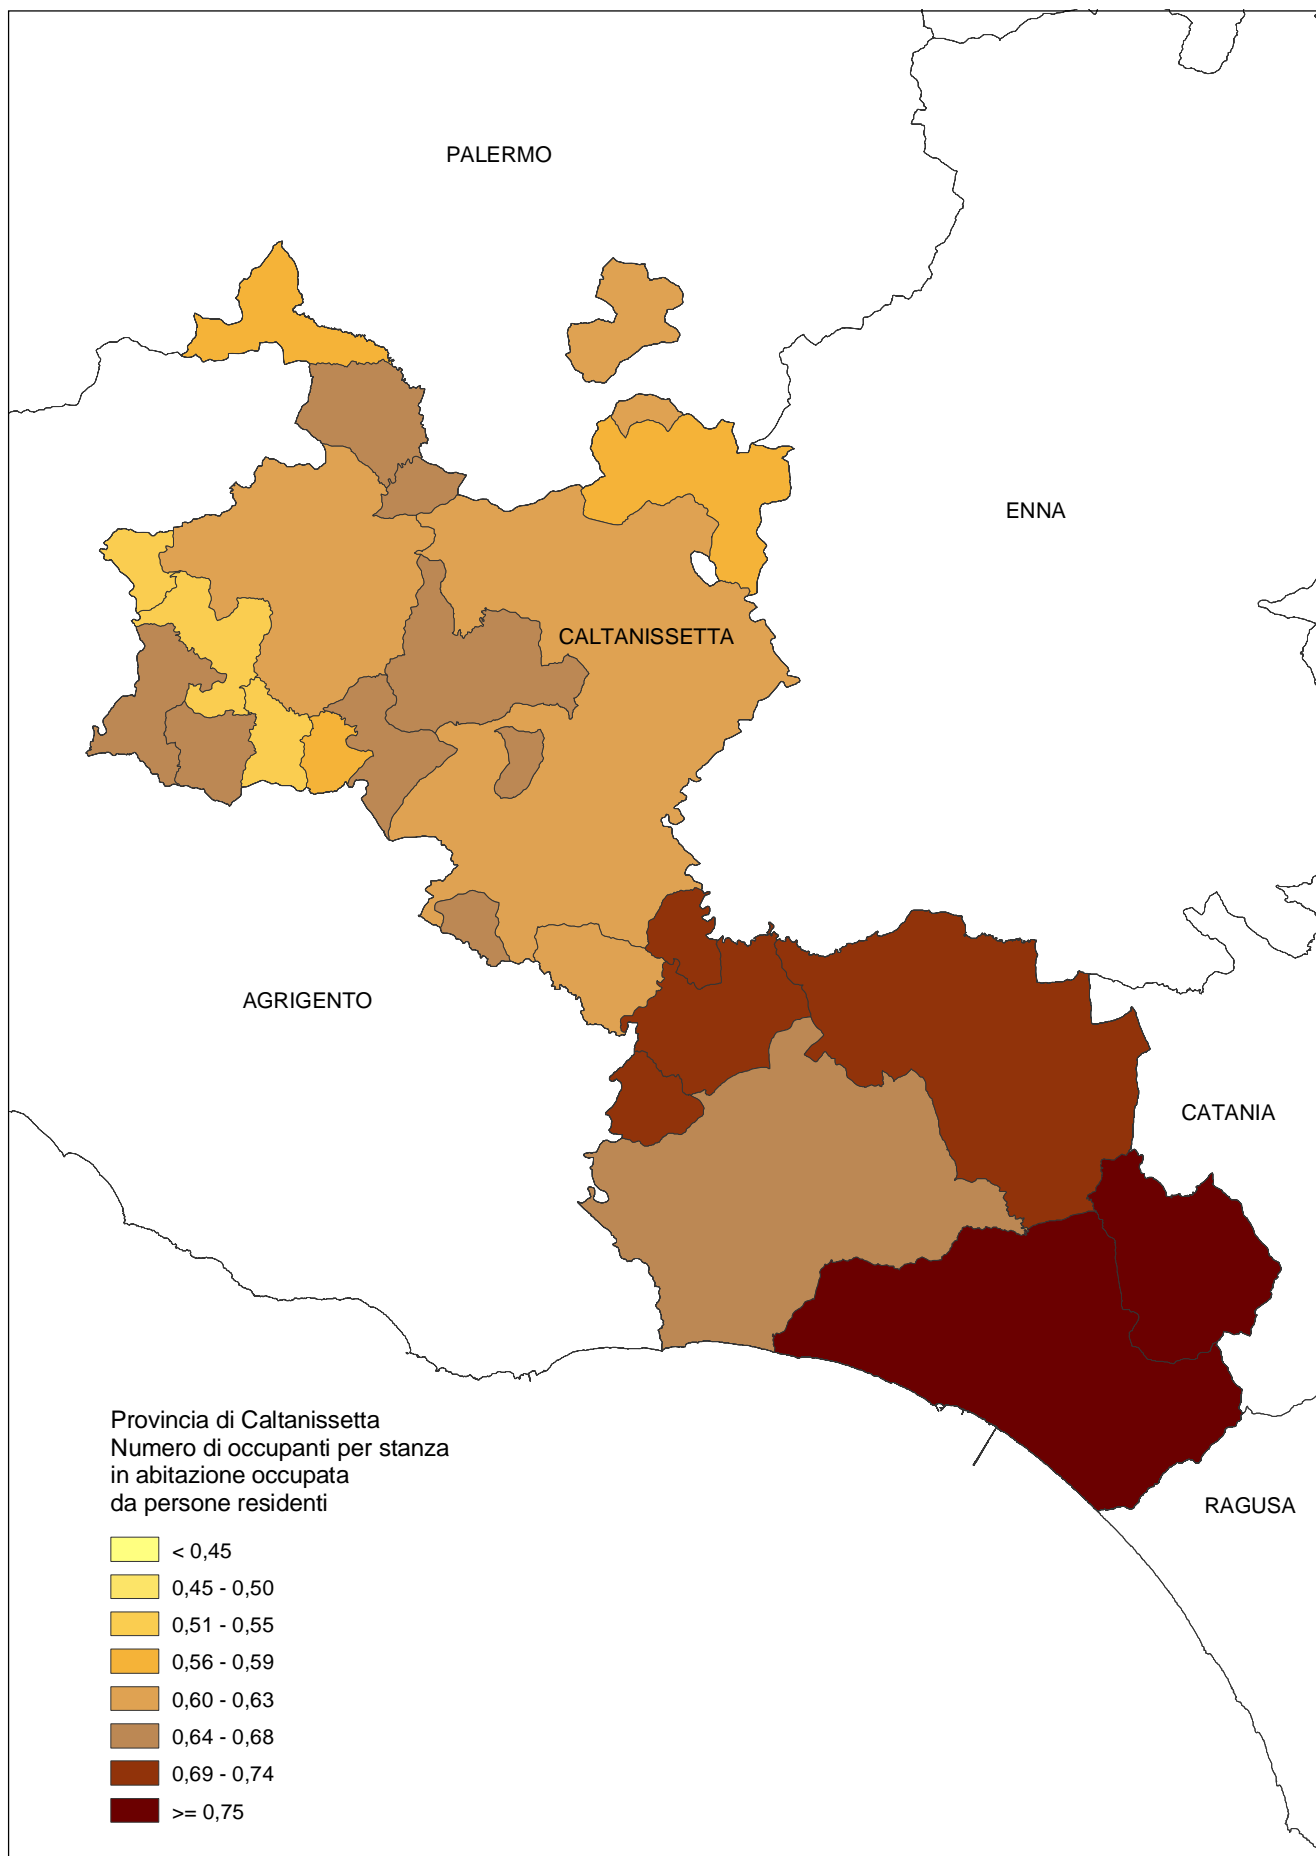 PALERMO
ENNA
CALTANISSETTA
AGRIGENTO
CATANIA
RAGUSA
Provincia di Caltanissetta
Numero di occupanti per stanza
in abitazione occupata
da persone residenti
< 0,45
0,45 - 0,50
0,51 - 0,55
0,56 - 0,59
0,60 - 0,63
0,64 - 0,68
0,69 - 0,74
>= 0,75